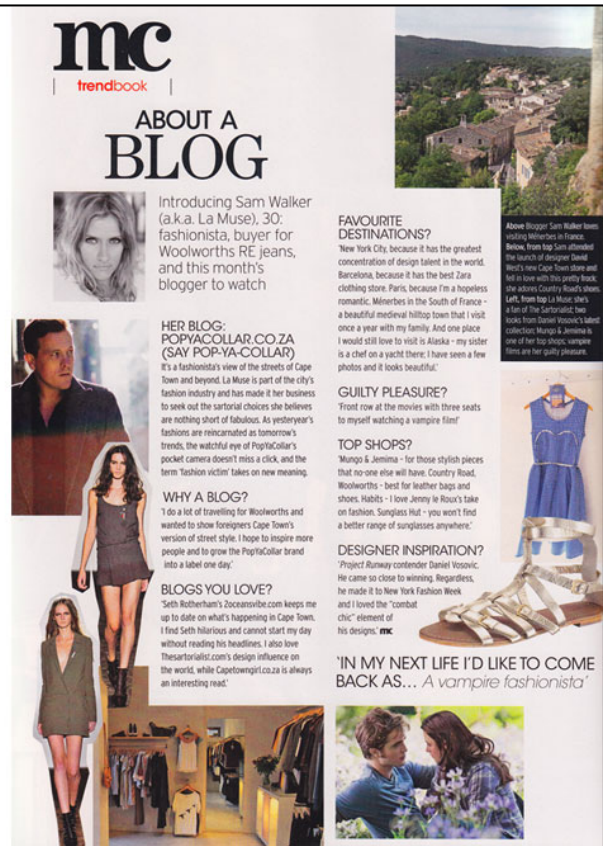 mc
trendbook
ABOUT A
BLOG
Introducing Sam Walker
(a.k.a. La Muse), 30:
fashionista, buyer for
Woolworths RE jeans,
and this month's
blogger to watch
HER BLOG:
POPYACOLLAR.CO.ZA
(SAY POP-YA-COLLAR)
It's a fashionista's view of the streets of Cape
Town and beyond. La Muse is part of the city's
fashion industry and has made it her business
to seek out the sartorial choices she believes
are nothing short of fabulous. As yesteryear's
fashions are reincarnated as tomorrow's
trends, the watchful eye of PopYaCollar's
pocket camera doesn't miss a click, and the
term 'fashion victim' takes on new meaning.
WHY A BLOG?
'I do a lot of travelling for Woolworths and
wanted to show foreigners Cape Town's
version of street style. I hope to inspire more
people and to grow the PopYaCollar brand
into a label one day.'
BLOGS YOU LOVE?
'Seth Rotherham's 2oceansvibe.com keeps me
up to date on what's happening in Cape Town.
I find Seth hilarious and cannot start my day
without reading his headlines. I also love
Thesartorialist.com's design influence on
the world, while Capetowngirl.co.za is always
an interesting read.'
FAVOURITE
DESTINATIONS?
'New York City, because it has the greatest
concentration of design talent in the world.
Barcelona, because it has the best Zara
clothing store. Paris, because I'm a hopeless
romantic. Ménerbes in the South of France -
a beautiful medieval hilltop town that I visit
once a year with my family. And one place
I would still love to visit is Alaska - my sister
is a chef on a yacht there; I have seen a few
photos and it looks beautiful.'
GUILTY PLEASURE?
'Front row at the movies with three seats
to myself watching a vampire film!'
TOP SHOPS?
'Mungo & Jemima - for those stylish pieces
that no-one else will have. Country Road,
Woolworths - best for leather bags and
shoes. Habits - I love Jenny le Roux's take
on fashion. Sunglass Hut - you won't find
a better range of sunglasses anywhere.'
DESIGNER INSPIRATION?
'Project Runway contender Daniel Vosovic.
He came so close to winning. Regardless,
he made it to New York Fashion Week
and I loved the "combat
chic" element of
his designs.' mc
Above Blogger Sam Walker loves
visiting Ménerbes in France.
Below, from top Sam attended
the launch of designer David
West's new Cape Town store and
fell in love with this pretty frock;
she adores Country Road's shoes.
Left, from top La Muse; she's
a fan of The Sartorialist; two
looks from Daniel Vosovic's latest
collection; Mungo & Jemima is
one of her top shops; vampire
films are her guilty pleasure.
'IN MY NEXT LIFE I'D LIKE TO COME
BACK AS... A vampire fashionista'